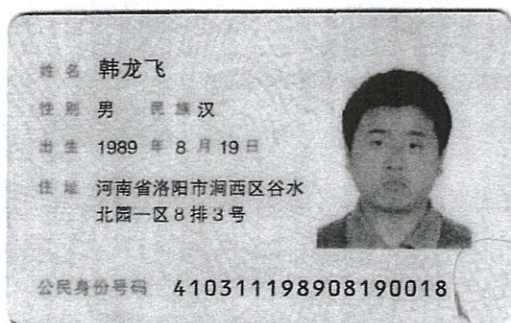 姓名 韩龙飞
性别 男 民族 汉
出生 1989 年 8 月 19 日
住址 河南省洛阳市涧西区谷水
北园一区8排3号
公民身份号码 410311198908190018